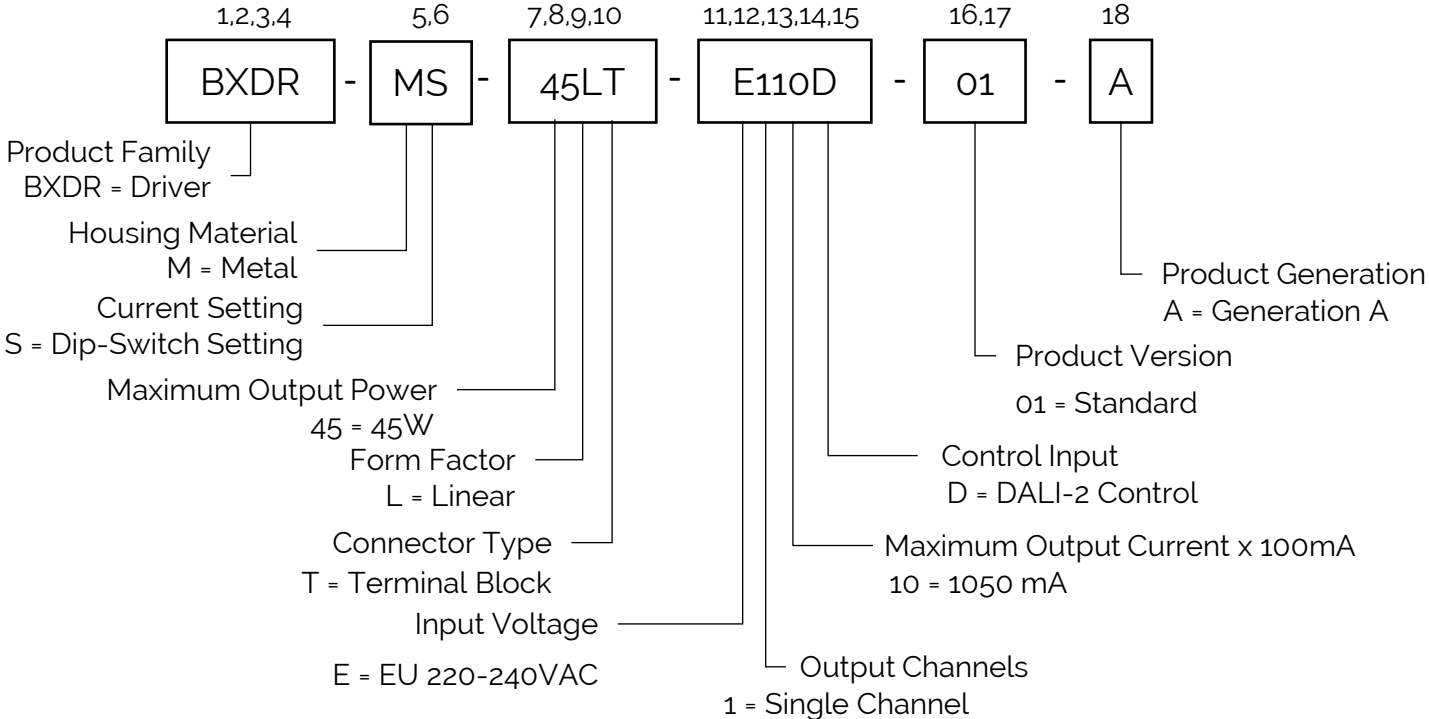 1,2,3,4 5,6 7,8,9,10 11,12,13,14,15 16,17 18
BXDR - MS - 45LT - E110D - 01 - A
Product Family
BXDR = Driver
Housing Material
M = Metal
Current Setting
S = Dip-Switch Setting
Maximum Output Power
45 = 45W
Form Factor
L = Linear
Connector Type
T = Terminal Block
Input Voltage
E = EU 220-240VAC
Output Channels
1 = Single Channel
Maximum Output Current x 100mA
10 = 1050 mA
Control Input
D = DALI-2 Control
Product Version
01 = Standard
Product Generation
A = Generation A